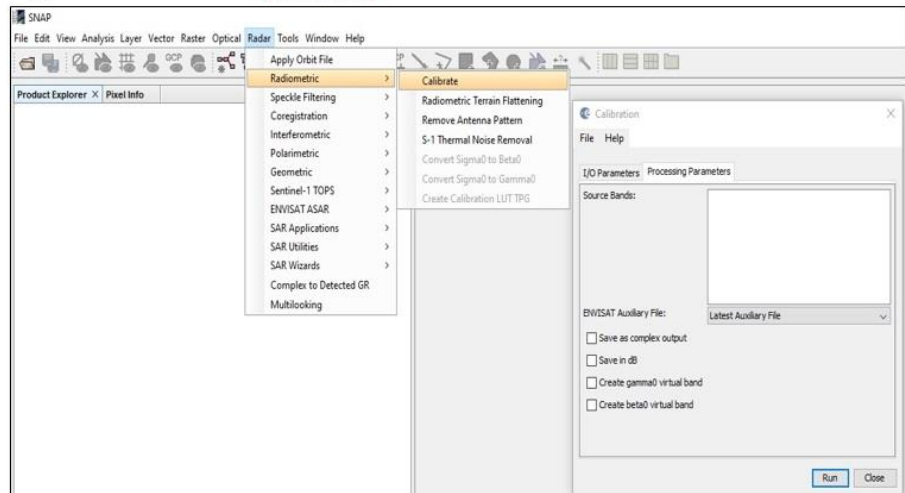 SNAP
File Edit View Analysis Layer Vector Raster Optical Radar Tools Window Help
GCP
Product Explorer X Pixel Info
Apply Orbit File
Radiometric >
Speckle Filtering >
Coregistration >
Interferometric >
Polarimetric >
Geometric >
Sentinel-1 TOPS >
ENVISAT ASAR >
SAR Applications >
SAR Utilities >
SAR Wizards >
Complex to Detected GR
Multilooking
Calibrate
Radiometric Terrain Flattening
Remove Antenna Pattern
S-1 Thermal Noise Removal
Convert Sigma0 to Beta0
Convert Sigma0 to Gamma0
Create Calibration LUT TPG
Calibration
File Help
I/O Parameters Processing Parameters
Source Bands:
ENVISAT Auxiliary File: Latest Auxiliary File
Save as complex output
Save in dB
Create gamma0 virtual band
Create beta0 virtual band
Run Close